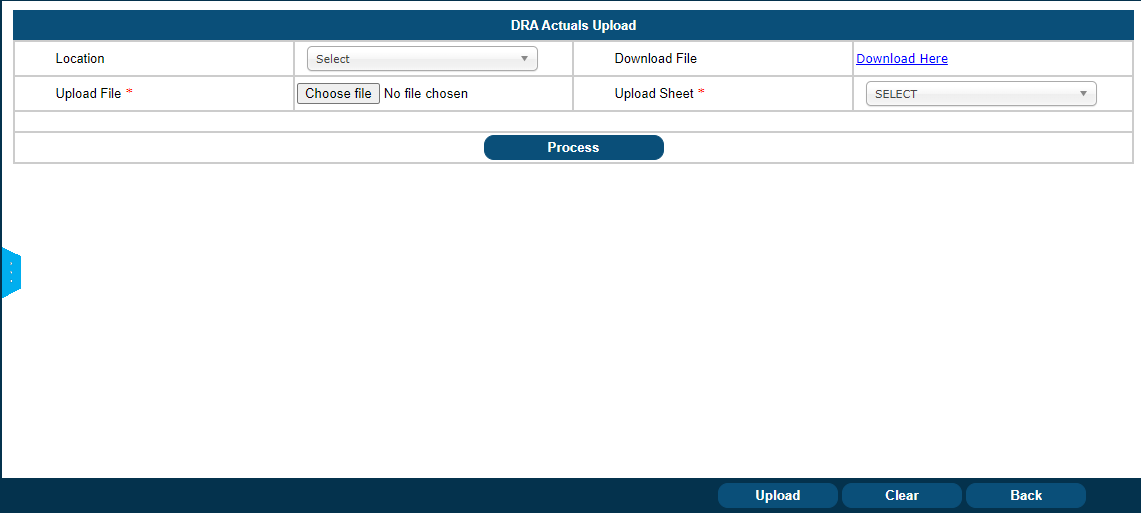 DRA Actuals Upload
Location Select Download File Download Here
Upload File * Choose file No file chosen Upload Sheet * SELECT
Process
Upload Clear Back